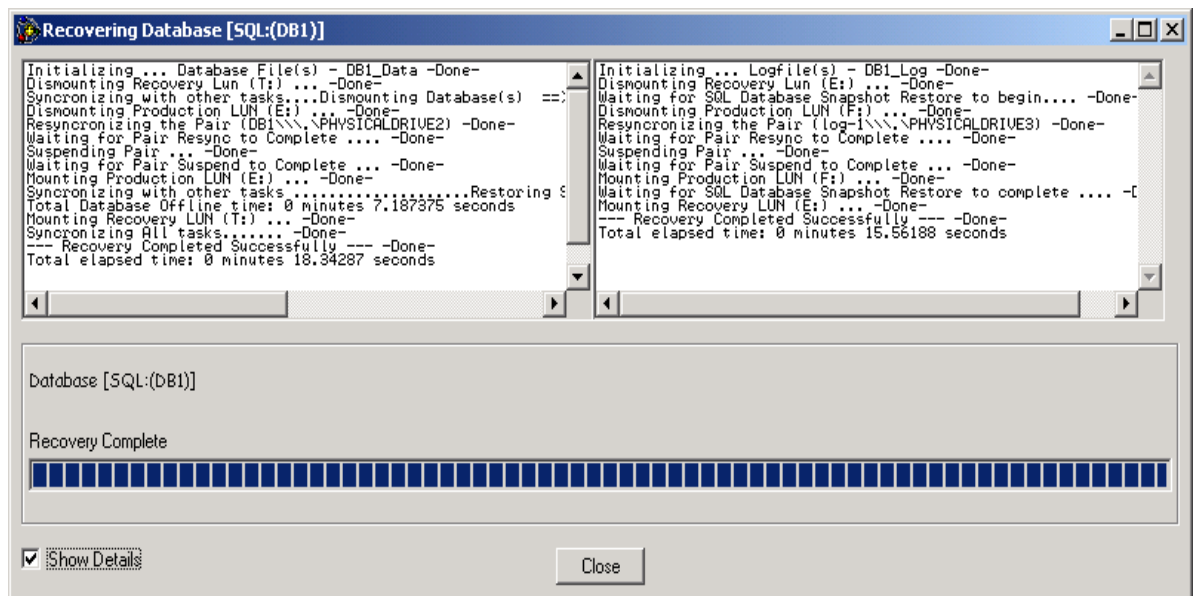 Recovering Database [SQL:(DB1)]
Initializing ... Database File(s) - DB1_Data -Done-
Dismounting Recovery Lun (T:) ... -Done-
Syncronizing with other tasks....Dismounting Database(s) ==>
Dismounting Production LUN (E:) ... -Done-
Resyncronizing the Pair (DB1\\\.\PHYSICALDRIVE2) -Done-
Waiting for Pair Resync to Complete .... -Done-
Suspending Pair ... -Done-
Waiting for Pair Suspend to Complete ... -Done-
Mounting Production LUN (E:) ... -Done-
Syncronizing with other tasks ....................Restoring
Total Database Offline time: 0 minutes 7.187375 seconds
Mounting Recovery LUN (T:) ... -Done-
Syncronizing All tasks....... -Done-
--- Recovery Completed Successfully --- -Done-
Total elapsed time: 0 minutes 18.34287 seconds
Initializing ... Logfile(s) - DB1_Log -Done-
Dismounting Recovery Lun (E:) ... -Done-
Waiting for SQL Database Snapshot Restore to begin.... -Done-
Dismounting Production LUN (F:) ... -Done-
Resyncronizing the Pair (log-1\\\.\PHYSICALDRIVE3) -Done-
Waiting for Pair Resync to Complete .... -Done-
Suspending Pair ... -Done-
Waiting for Pair Suspend to Complete ... -Done-
Mounting Production LUN (F:) ... -Done-
Waiting for SQL Database Snapshot Restore to complete ....
Mounting Recovery LUN (E:) ... -Done-
--- Recovery Completed Successfully --- -Done-
Total elapsed time: 0 minutes 15.56188 seconds
Database [SQL:(DB1)]
Recovery Complete
Show Details
Close